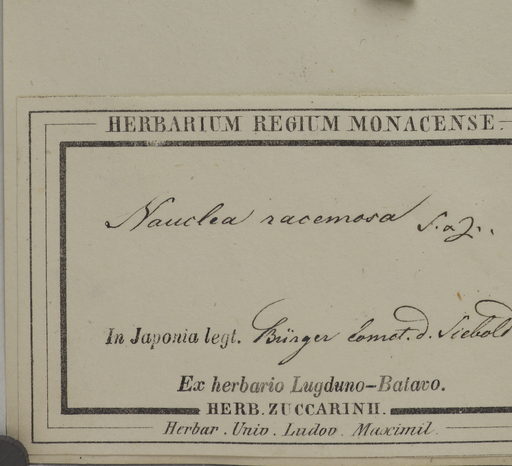 HERBARIUM REGIUM MONACENSE.
Nauclea racemosa S. a Z.
In Japonia legt. Bürger d. Siebold
Ex herbario Lugduno-Batavo.
HERB. ZUCCARINII.
Herbar. Univ. Ludov. Maximil.